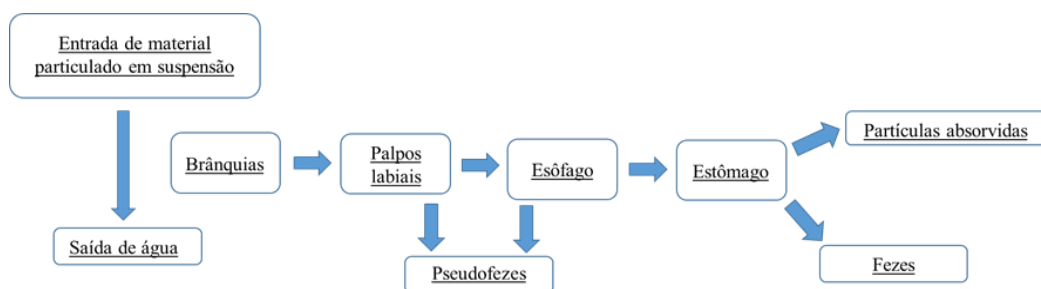 Entrada de material
particulado em suspensão
Brânquias
Palpos
labiais
Esôfago
Estômago
Partículas absorvidas
Saída de água
Pseudofezes
Fezes